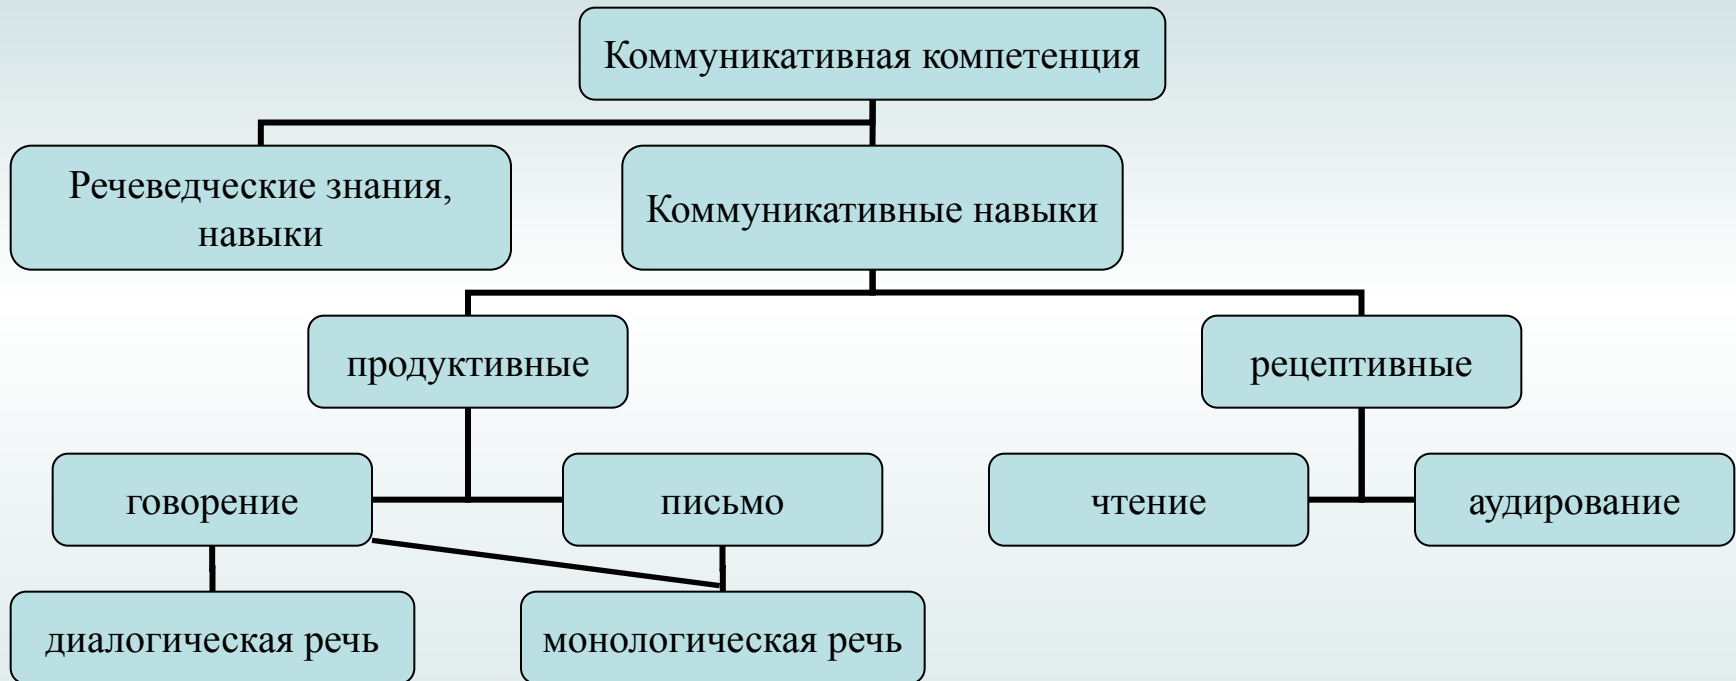 Коммуникативная компетенция
Речеведческие знания,
навыки
Коммуникативные навыки
продуктивные
рецептивные
говорение
письмо
чтение
аудирование
диалогическая речь
монологическая речь